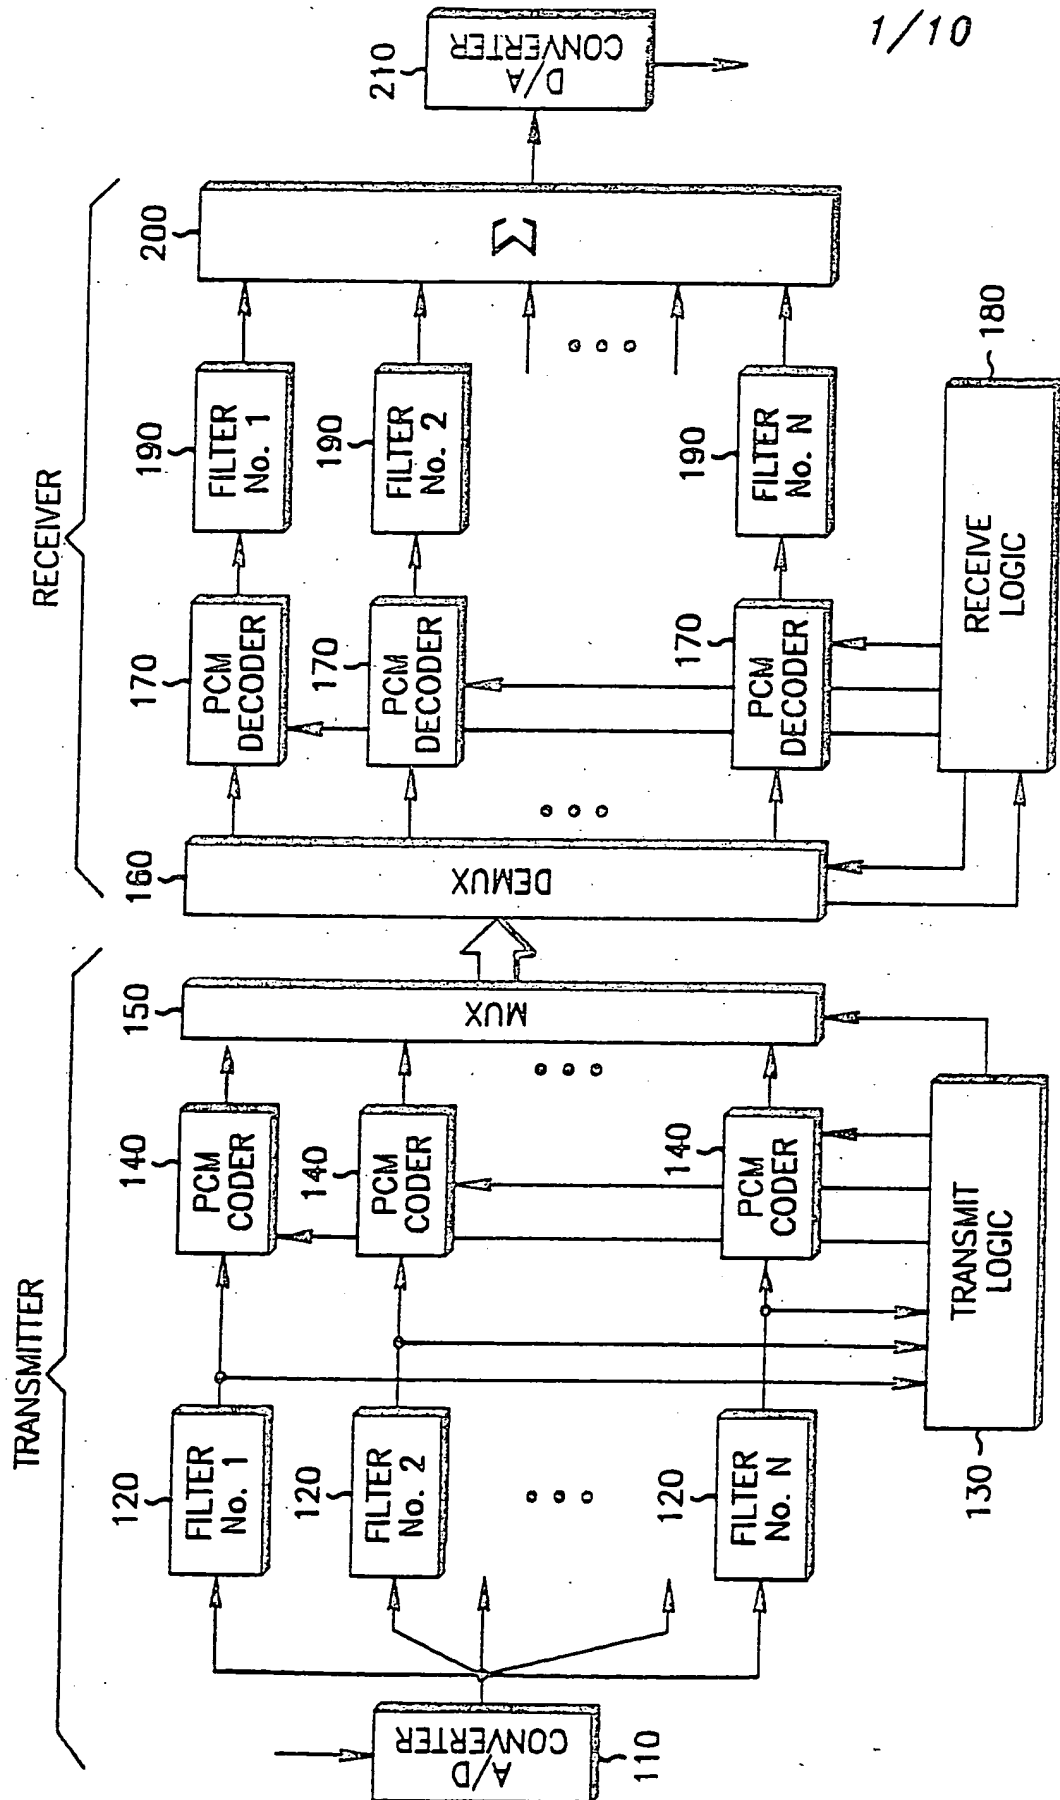 1/10
TRANSMITTER
RECEIVER
110
A/D
CONVERTER
120
FILTER
No. 1
120
FILTER
No. 2
120
FILTER
No. N
130
TRANSMIT
LOGIC
140
PCM
CODER
140
PCM
CODER
140
PCM
CODER
150
MUX
160
DEMUX
170
PCM
DECODER
170
PCM
DECODER
170
PCM
DECODER
180
RECEIVE
LOGIC
190
FILTER
No. 1
190
FILTER
No. 2
190
FILTER
No. N
200
Σ
210
D/A
CONVERTER